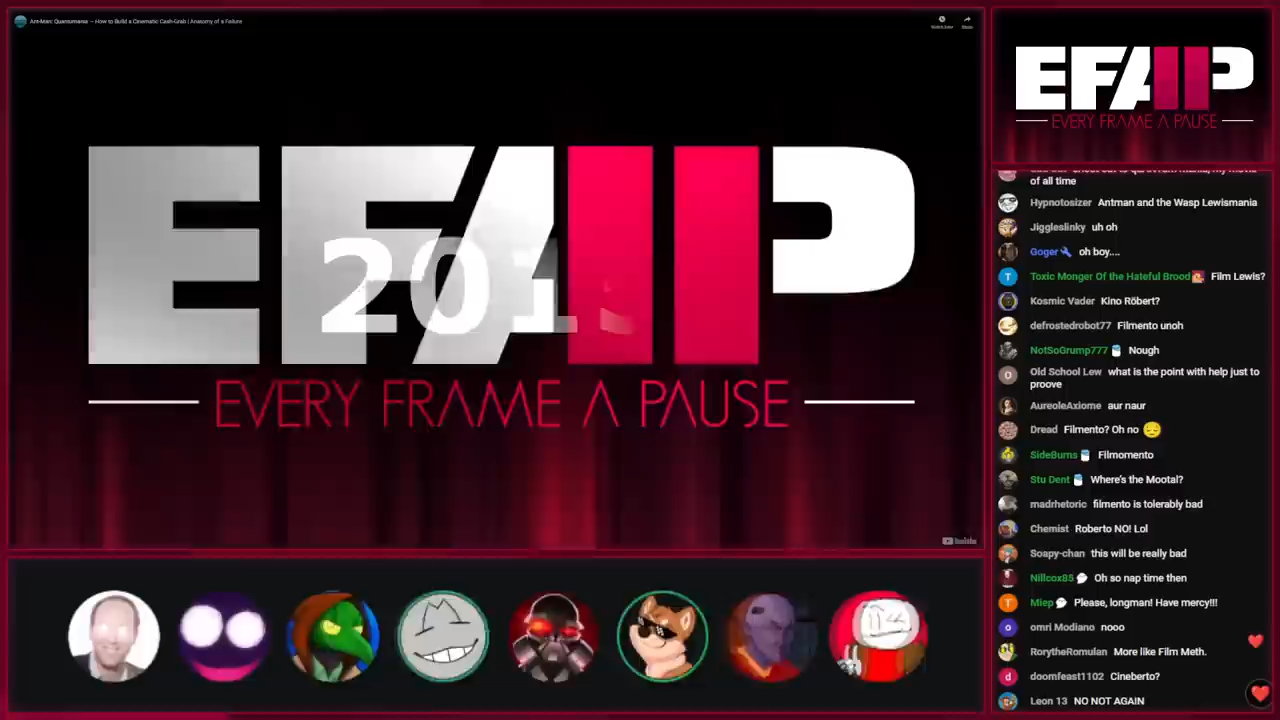 Ant-Man: Quantumania — How to Build a Cinematic Cash-Grab | Anatomy of a Failure
Watch later
Share
EFAP
201
EVERY FRAME A PAUSE
YouTube
EFAP
EVERY FRAME A PAUSE
of all time
Hypnotosizer Antman and the Wasp Lewismania
Jiggleslinky uh oh
Goger oh boy....
Toxic Monger Of the Hateful Brood Film Lewis?
Kosmic Vader Kino Röbert?
defrostedrobot77 Filmento unoh
NotSoGrump777 Nough
Old School Lew what is the point with help just to
proove
AureoleAxiome aur naur
Dread Filmento? Oh no
SideBurns Filmomento
Stu Dent Where's the Mootal?
madrhetoric filmento is tolerably bad
Chemist Roberto NO! Lol
Soapy-chan this will be really bad
Nillcox85 Oh so nap time then
Miep Please, longman! Have mercy!!!
omri Modiano nooo
RorytheRomulan More like Film Meth.
doomfeast1102 Cineberto?
Leon 13 NO NOT AGAIN